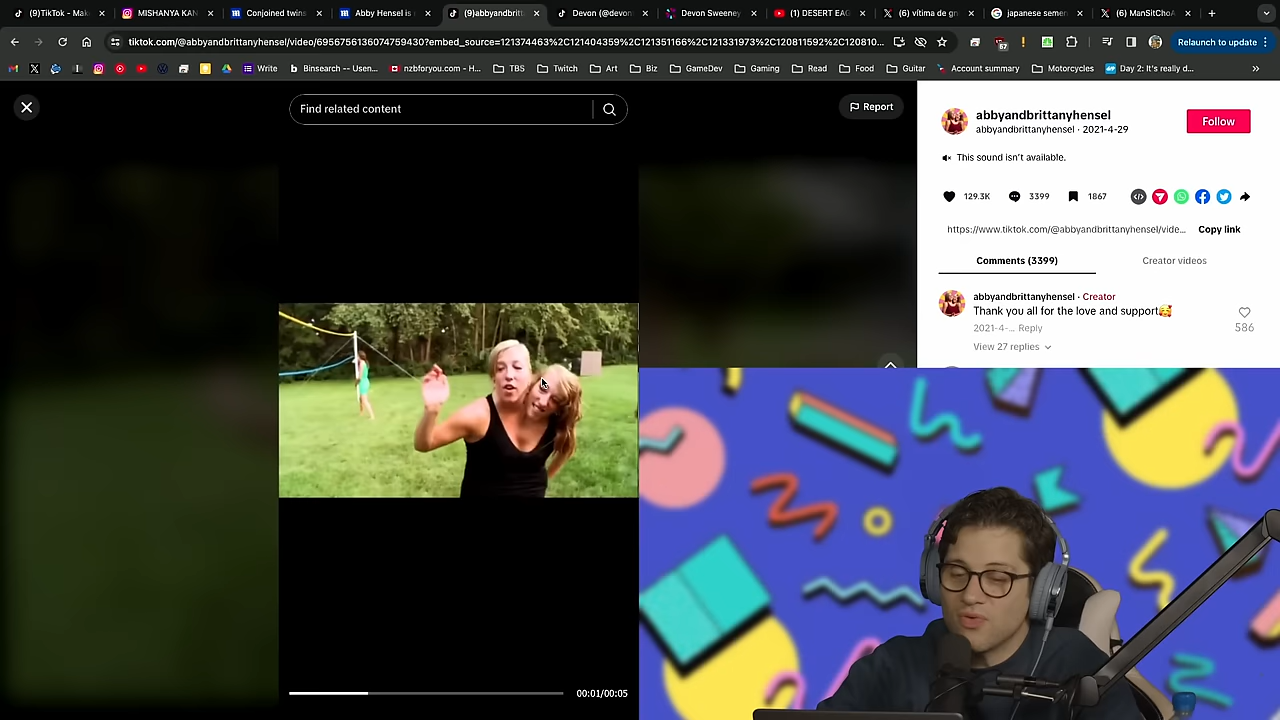 (9)TikTok - Mak
MISHANYA KAN
Conjoined twins
Abby Hensel is
(9)abbyandbritt
Devon (@devon
Devon Sweeney
(1) DESERT EAG
(6) vítima de gn
japanese cemen
(6) ManSitChoA
tiktok.com/@abbyandbrittanyhensel/video/6956756136074759430?embed_source=121374463%2C121404359%2C121351166%2C121331973%2C120811592%2C120810...
67
Relaunch to update
Write
Binsearch -- Usen...
nzbforyou.com - H...
TBS
Twitch
Art
Biz
GameDev
Gaming
Read
Food
Guitar
Account summary
Motorcycles
Day 2: It's really d...
Find related content
Report
abbyandbrittanyhensel
abbyandbrittanyhensel · 2021-4-29
Follow
This sound isn't available.
129.3K
3399
1867
https://www.tiktok.com/@abbyandbrittanyhensel/vide...
Copy link
Comments (3399)
Creator videos
abbyandbrittanyhensel · Creator
Thank you all for the love and support🥰
2021-4-... Reply
586
View 27 replies
00:01/00:05